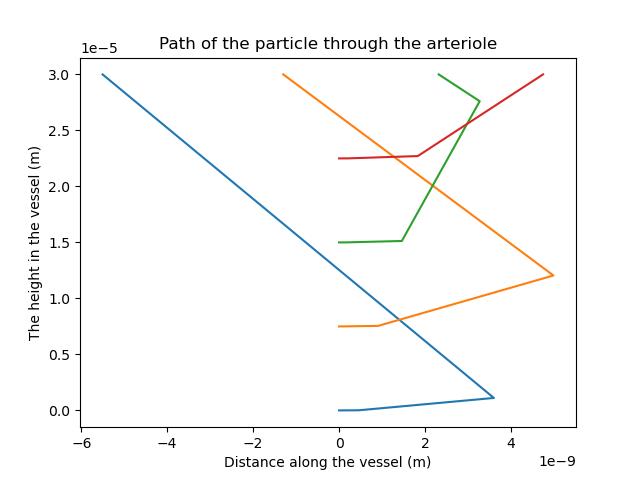 Path of the particle through the arteriole
1e−5
3.0
2.5
2.0
1.5
1.0
0.5
0.0
The height in the vessel (m)
−6 −4 −2 0 2 4
Distance along the vessel (m)
1e−9